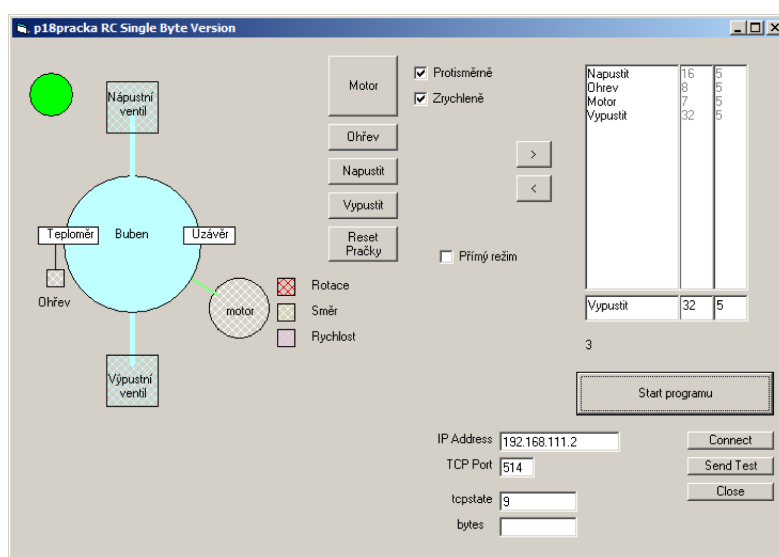 p18pracka RC Single Byte Version
Nápustní
ventil
Teploměr
Buben
Uzávěr
Ohřev
motor
Rotace
Směr
Rychlost
Výpustní
ventil
Motor
Protisměrně
Zrychleně
Ohřev
Napustit
Vypustit
Reset
Pračky
>
<
Přímý režim
Napustit 16 5
Ohrev 8 5
Motor 7 5
Vypustit 32 5
Vypustit 32 5
3
Start programu
IP Address 192.168.111.2
TCP Port 514
tcpstate 9
bytes
Connect
Send Test
Close